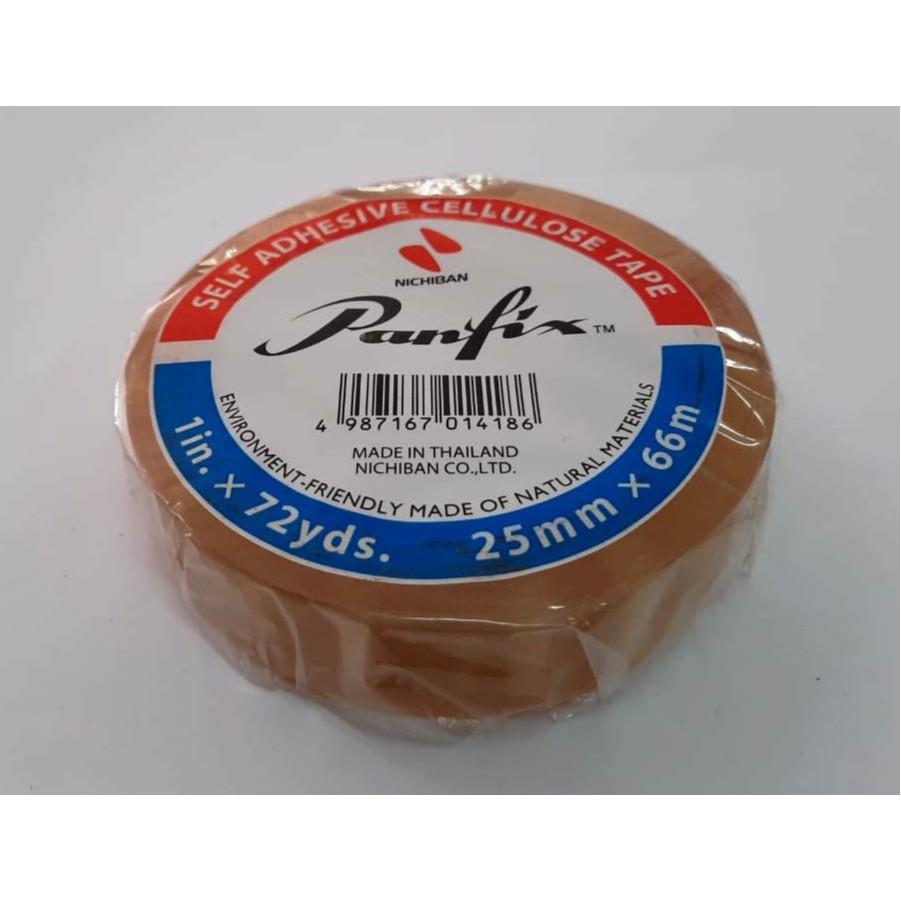 SELF ADHESIVE CELLULOSE TAPE
NICHIBAN
Panfix™
4 987167 014186
MADE IN THAILAND
NICHIBAN CO.,LTD.
ENVIRONMENT-FRIENDLY MADE OF NATURAL MATERIALS
1in. × 72yds. 25mm × 66m